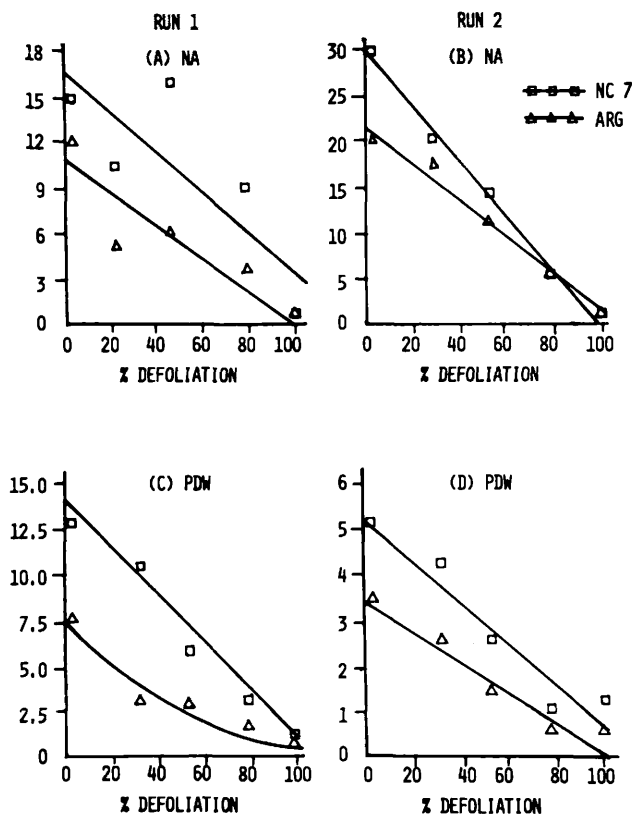 RUN 1
RUN 2
(A) NA
18
15
12
9
6
3
0
0 20 40 60 80 100
% DEFOLIATION
(B) NA
30
25
20
15
10
5
0
0 20 40 60 80 100
% DEFOLIATION
NC 7
ARG
(C) PDW
15.0
12.5
10.0
7.5
5.0
2.5
0
0 20 40 60 80 100
% DEFOLIATION
(D) PDW
6
5
4
3
2
1
0
0 20 40 60 80 100
% DEFOLIATION